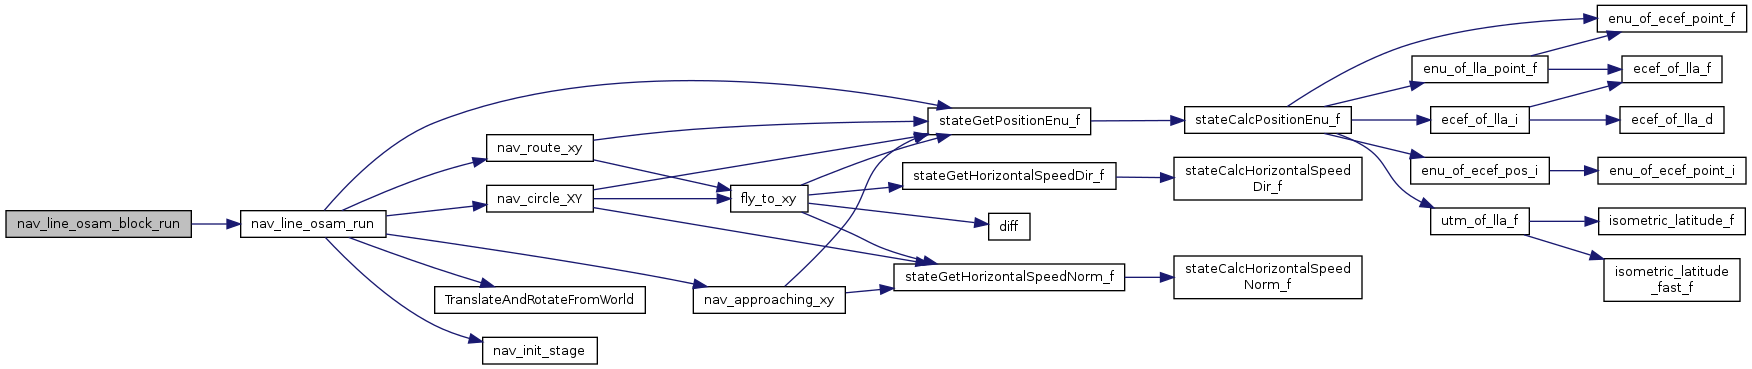 nav_line_osam_block_run
nav_line_osam_run
nav_route_xy
nav_circle_XY
TranslateAndRotateFromWorld
nav_init_stage
fly_to_xy
nav_approaching_xy
stateGetPositionEnu_f
stateGetHorizontalSpeedDir_f
diff
stateGetHorizontalSpeedNorm_f
stateCalcPositionEnu_f
stateCalcHorizontalSpeed
Dir_f
stateCalcHorizontalSpeed
Norm_f
enu_of_lla_point_f
ecef_of_lla_i
enu_of_ecef_pos_i
utm_of_lla_f
enu_of_ecef_point_f
ecef_of_lla_f
ecef_of_lla_d
enu_of_ecef_point_i
isometric_latitude_f
isometric_latitude
_fast_f